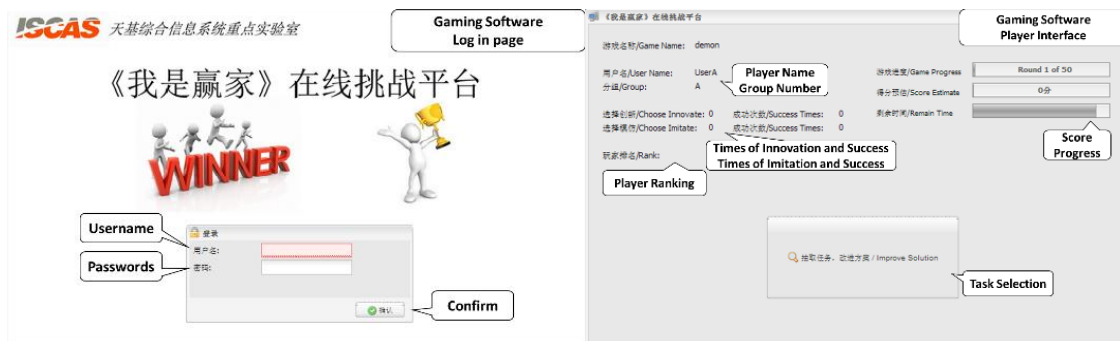 ISCAS 天基综合信息系统重点实验室
Gaming Software
Log in page
《我是赢家》在线挑战平台
WINNER
Username
登录
用户名:
Passwords
密码:
确认
Confirm
《我是赢家》在线挑战平台
Gaming Software
Player Interface
游戏名称/Game Name: demon
用户名/User Name: UserA
分组/Group: A
Player Name
Group Number
游戏进度/Game Progress Round 1 of 50
得分预估/Score Estimate 0分
剩余时间/Remain Time
选择创新/Choose Innovate: 0 成功次数/Success Times: 0
选择模仿/Choose Imitate: 0 成功次数/Success Times: 0
Score
Progress
Times of Innovation and Success
Times of Imitation and Success
玩家排名/Rank:
Player Ranking
抽取任务、改进方案 / Improve Solution
Task Selection